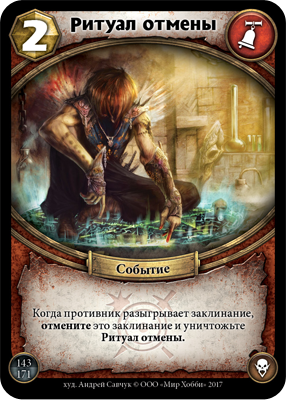 2
Ритуал отмены
Событие
Когда противник разыгрывает заклинание,
отмените это заклинание и уничтожьте
Ритуал отмены.
143
171
худ. Андрей Савчук © ООО «Мир Хобби» 2017